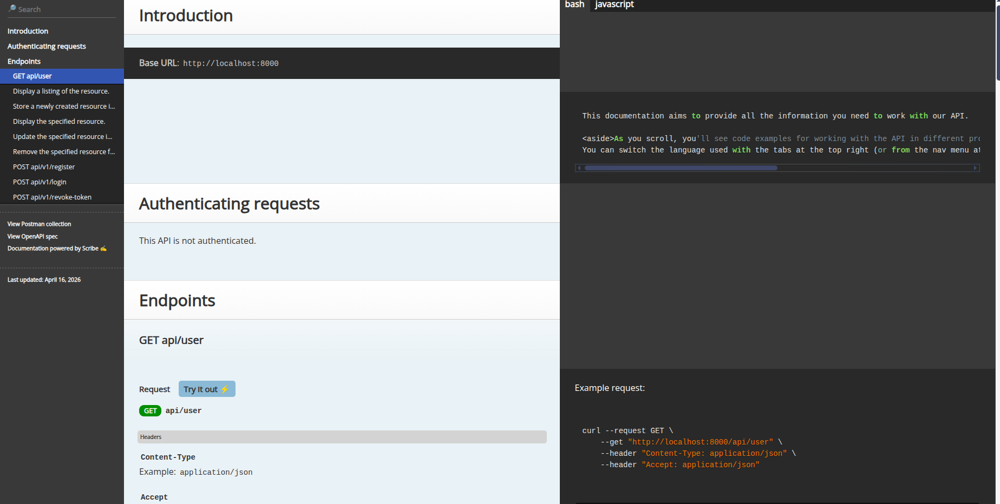 Search
Introduction
Authenticating requests
Endpoints
GET api/user
Display a listing of the resource.
Store a newly created resource i...
Display the specified resource.
Update the specified resource i...
Remove the specified resource f...
POST api/v1/register
POST api/v1/login
POST api/v1/revoke-token
View Postman collection
View OpenAPI spec
Documentation powered by Scribe ✍
Last updated: April 16, 2026
Introduction
Base URL: http://localhost:8000
Authenticating requests
This API is not authenticated.
Endpoints
GET api/user
Request Try it out ⚡
GET api/user
Headers
Content-Type
Example: application/json
Accept
bash javascript
This documentation aims to provide all the information you need to work with our API.
<aside>As you scroll, you'll see code examples for working with the API in different pro
You can switch the language used with the tabs at the top right (or from the nav menu at
Example request:
curl --request GET \
--get "http://localhost:8000/api/user" \
--header "Content-Type: application/json" \
--header "Accept: application/json"